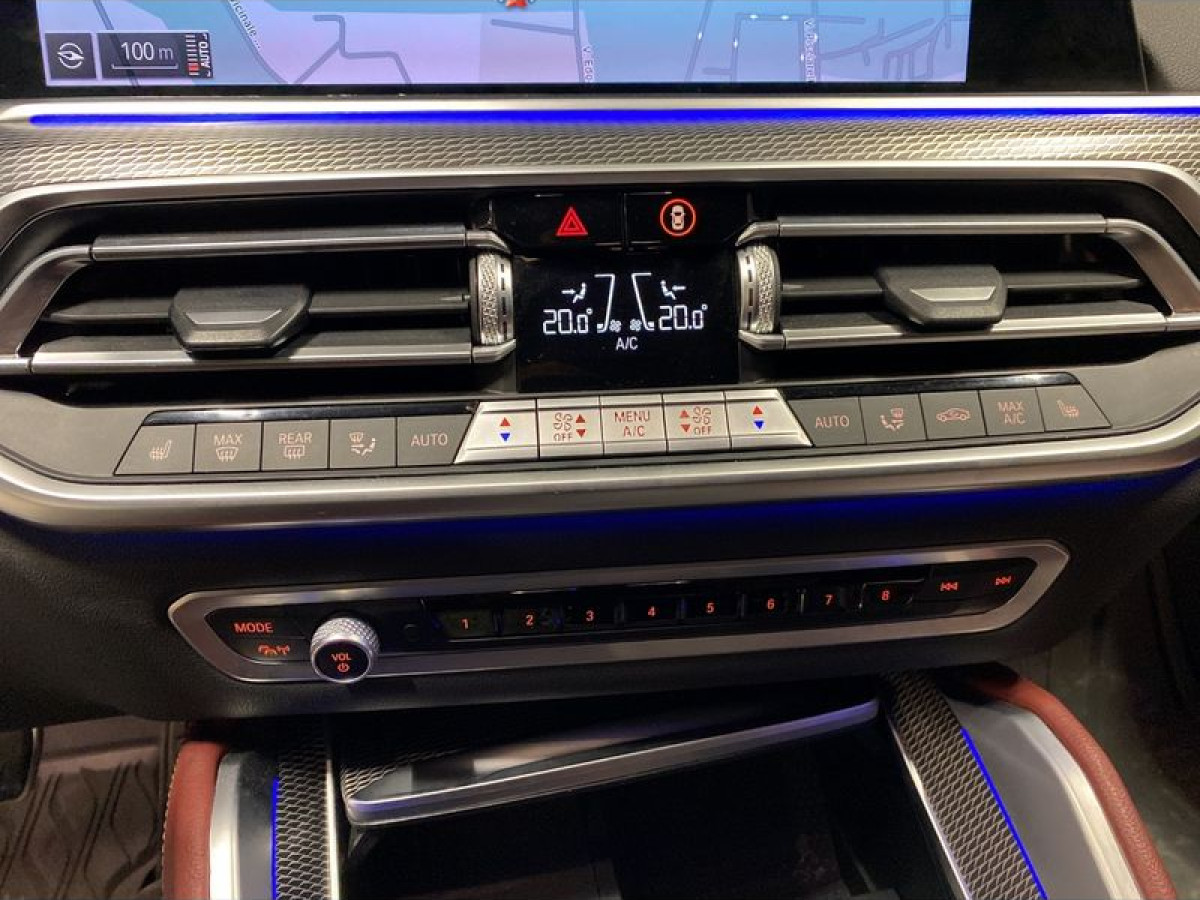 100 m
AUTO
20.0°
20.0°
A/C
MAX
REAR
AUTO
OFF
MENU
A/C
OFF
AUTO
MAX
A/C
MODE
VOL
1
2
3
4
5
6
7
8